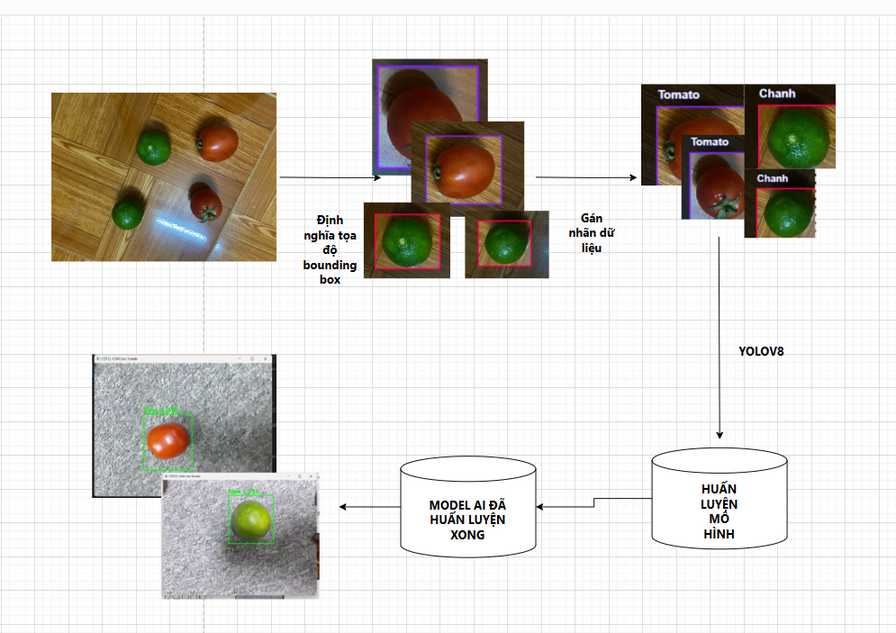 Định
nghĩa tọa
độ
bounding
box
Gán
nhãn dữ
liệu
Tomato
Chanh
Tomato
Chanh
YOLOV8
HUẤN
LUYỆN
MÔ
HÌNH
MODEL AI ĐÃ
HUẤN LUYỆN
XONG